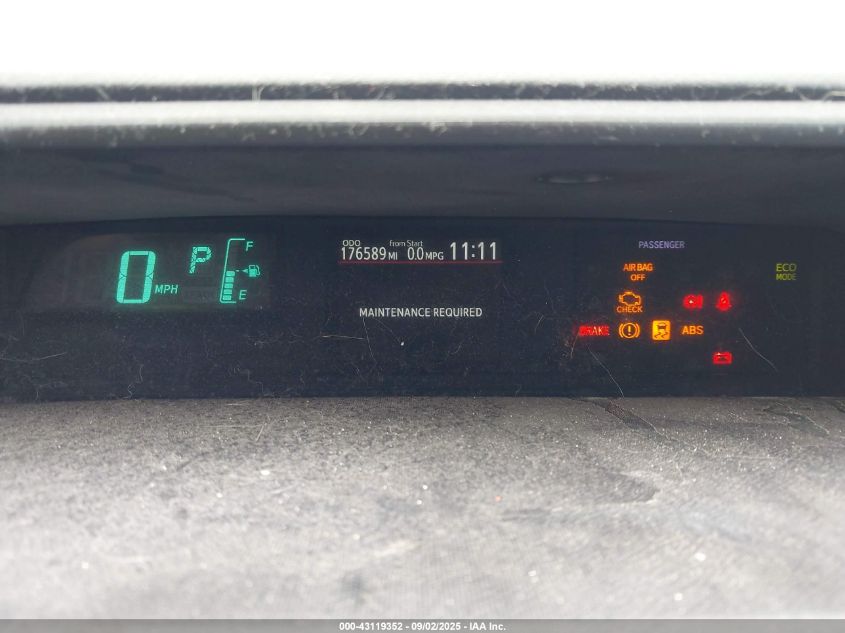 0 MPH
P
F
E
ODO
176589 MI
From Start
0.0 MPG
11:11
MAINTENANCE REQUIRED
PASSENGER
AIR BAG
OFF
ECO
MODE
CHECK
BRAKE
ABS
000-43119352 - 09/02/2025 - IAA Inc.